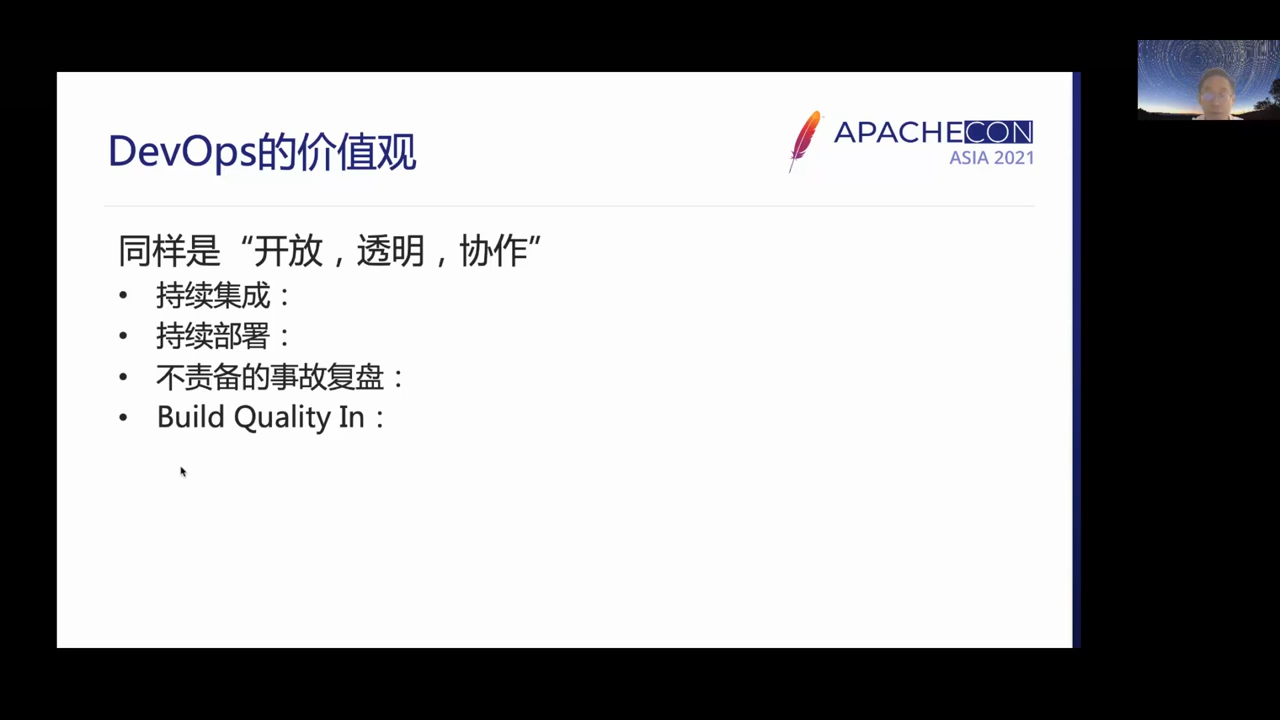 DevOps的价值观
APACHECON
ASIA 2021
同样是“开放，透明，协作”
• 持续集成：
• 持续部署：
• 不责备的事故复盘：
• Build Quality In：